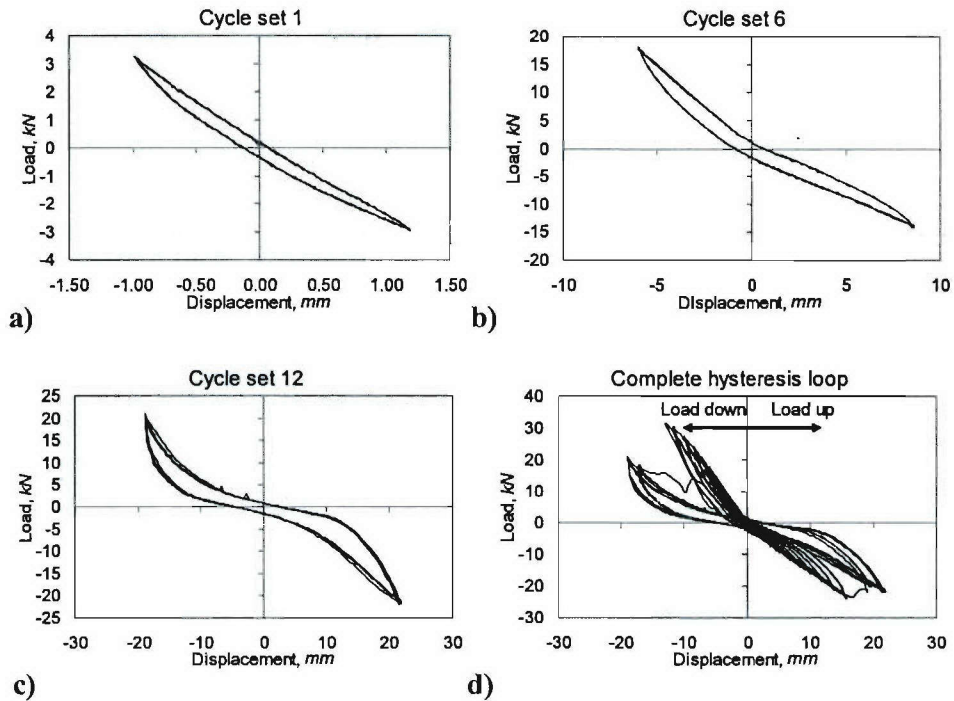 Cycle set 1
4
3
2
1
0
-1
-2
-3
-4
Load, kN
-1.50 -1.00 -0.50 0.00 0.50 1.00 1.50
Displacement, mm
a)
Cycle set 6
20
15
10
5
0
-5
-10
-15
-20
Load, kN
-10 -5 0 5 10
Displacement, mm
b)
Cycle set 12
25
20
15
10
5
0
-5
-10
-15
-20
-25
Load, kN
-30 -20 -10 0 10 20 30
Displacement, mm
c)
Complete hysteresis loop
Load down Load up
40
30
20
10
0
-10
-20
-30
Load, kN
-30 -20 -10 0 10 20 30
Displacement, mm
d)